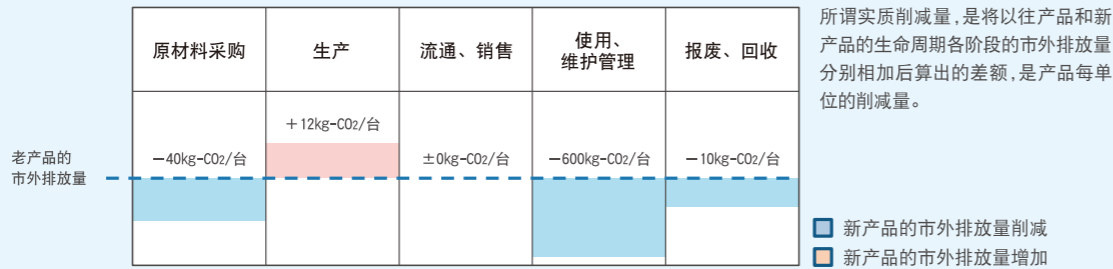 原材料采购
生产
流通、销售
使用、
维护管理
报废、回收
老产品的
市外排放量
－40kg-CO2/台
＋12kg-CO2/台
±0kg-CO2/台
－600kg-CO2/台
－10kg-CO2/台
所谓实质削减量，是将以往产品和新
产品的生命周期各阶段的市外排放量
分别相加后算出的差额，是产品每单
位的削减量。
新产品的市外排放量削减
新产品的市外排放量增加